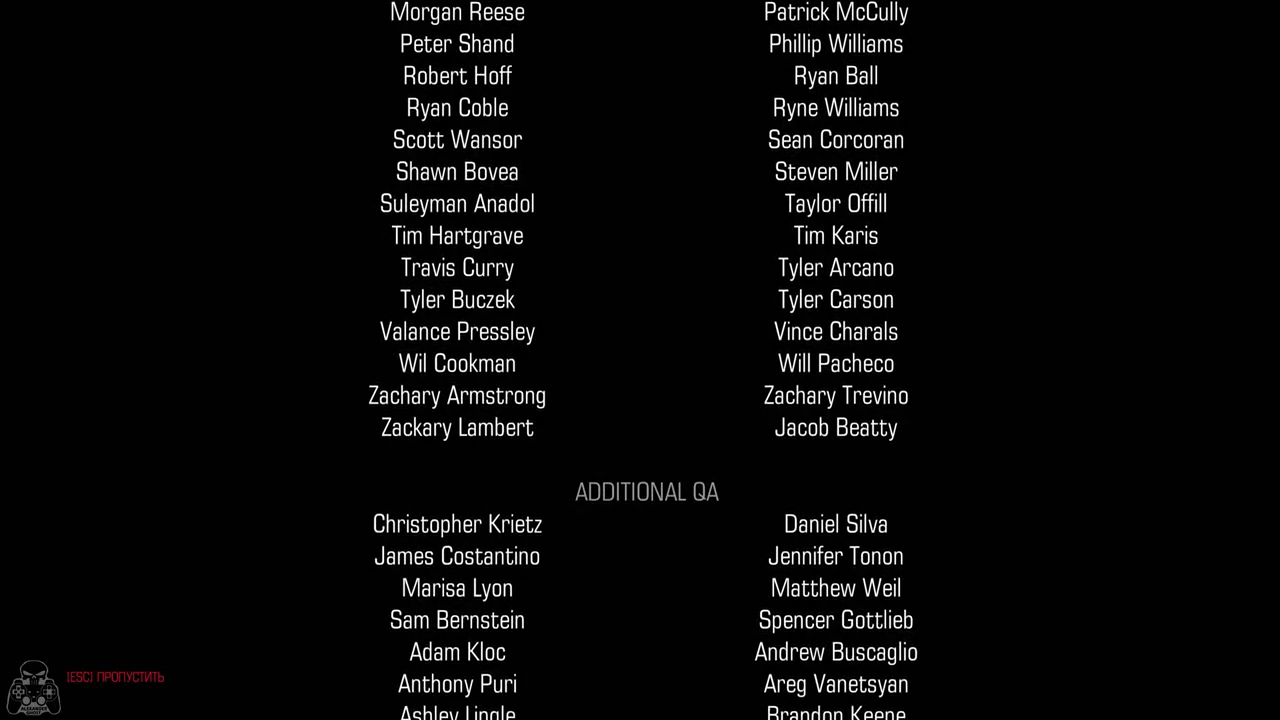 Morgan Reese Patrick McCully
Peter Shand Phillip Williams
Robert Hoff Ryan Ball
Ryan Coble Ryne Williams
Scott Wansor Sean Corcoran
Shawn Bovea Steven Miller
Suleyman Anadol Taylor Offill
Tim Hartgrave Tim Karis
Travis Curry Tyler Arcano
Tyler Buczek Tyler Carson
Valance Pressley Vince Charals
Wil Cookman Will Pacheco
Zachary Armstrong Zachary Trevino
Zackary Lambert Jacob Beatty
ADDITIONAL QA
Christopher Krietz Daniel Silva
James Costantino Jennifer Tonon
Marisa Lyon Matthew Weil
Sam Bernstein Spencer Gottlieb
Adam Kloc Andrew Buscaglio
[ESC] ПРОПУСТИТЬ
Anthony Puri Areg Vanetsyan
Ashley Lingle Brandon Keene